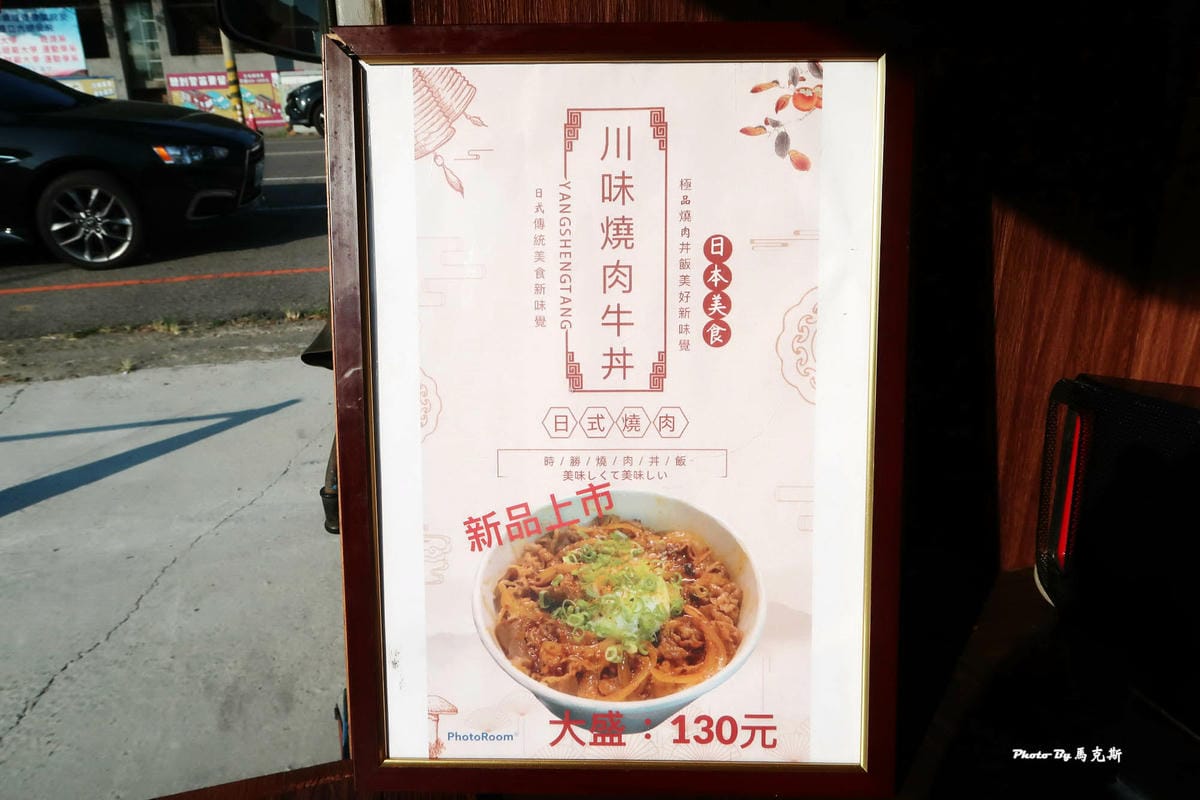 川味燒肉牛丼
YANGSHENGTANG
日式傳統美食新味覺
極品燒肉丼飯美好新味覺
日本美食
日式燒肉
時/勝/燒/肉/丼/飯
美味しくて美味しい
新品上市
大盛：130元
PhotoRoom
Photo By 馬克斯